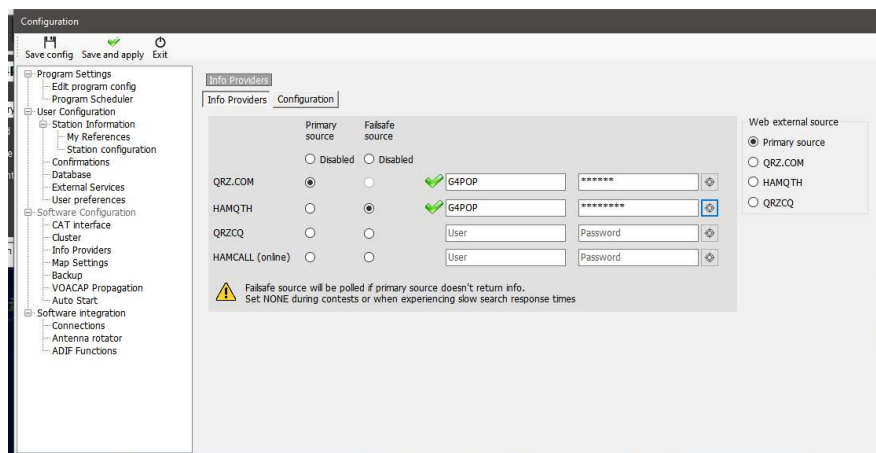 Configuration
Save config Save and apply Exit
Program Settings
Edit program config
Program Scheduler
User Configuration
Station Information
My References
Station configuration
Confirmations
Database
External Services
User preferences
Software Configuration
CAT interface
Cluster
Info Providers
Map Settings
Backup
VOACAP Propagation
Auto Start
Software integration
Connections
Antenna rotator
ADIF Functions
Info Providers
Info Providers Configuration
Primary source Failsafe source
Disabled Disabled
QRZ.COM G4POP ******
HAMQTH G4POP ********
QRZCQ User Password
HAMCALL (online) User Password
Failsafe source will be polled if primary source doesn't return info.
Set NONE during contests or when experiencing slow search response times
Web external source
Primary source
QRZ.COM
HAMQTH
QRZCQ